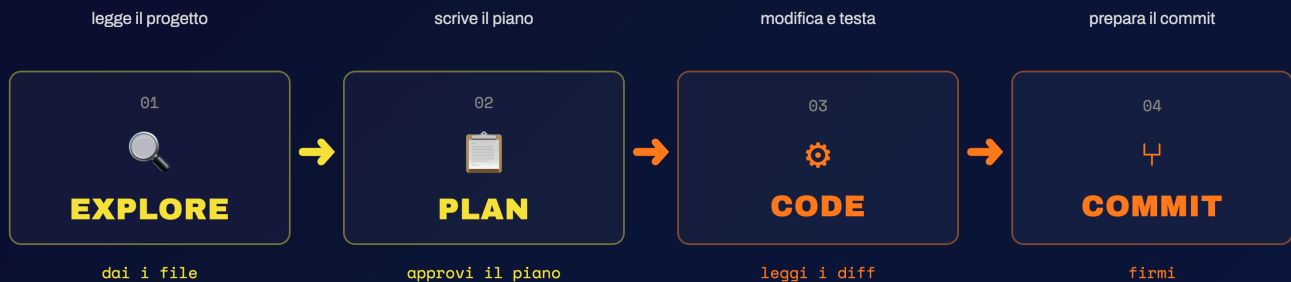 legge il progetto
scrive il piano
modifica e testa
prepara il commit
01
02
03
04
EXPLORE
PLAN
CODE
COMMIT
dai i file
approvi il piano
leggi i diff
firmi